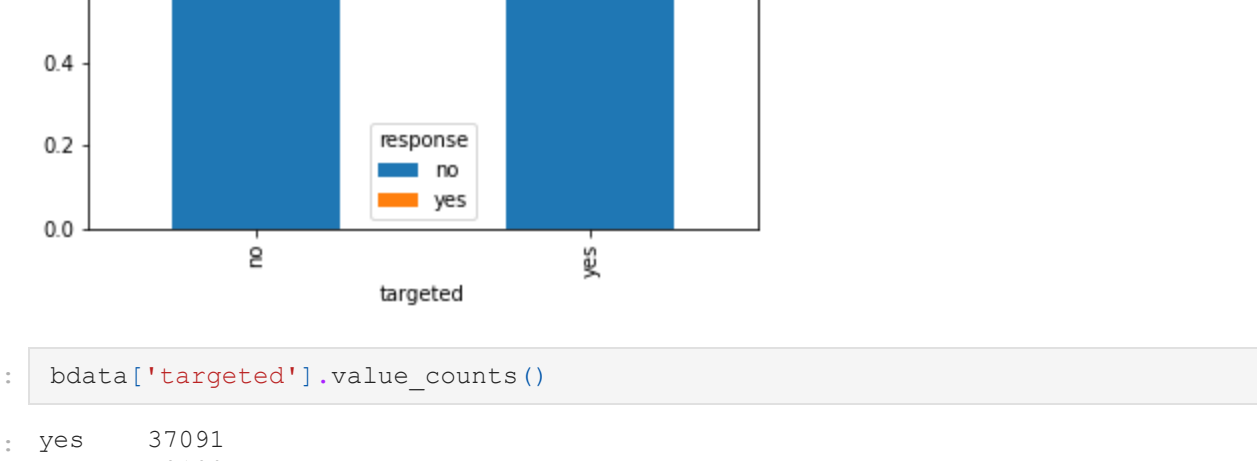 0.4
0.2
response
no
yes
0.0
no
yes
targeted
: bdata['targeted'].value_counts()
: yes    37091